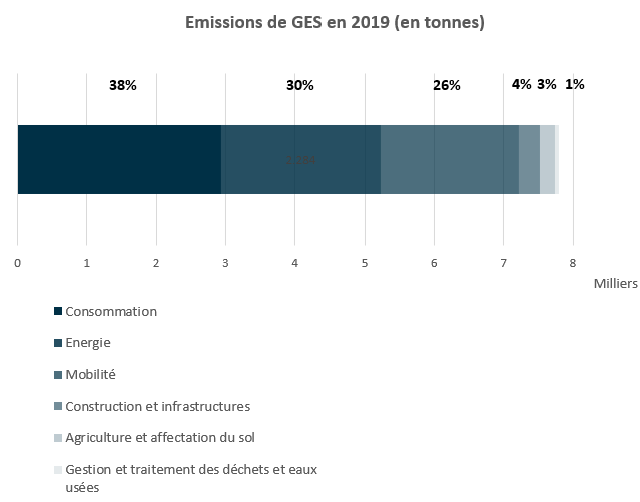 Emissions de GES en 2019 (en tonnes)
38% 30% 26% 4% 3% 1%
0 1 2 3 4 5 6 7 8
Milliers
Consommation
Energie
Mobilité
Construction et infrastructures
Agriculture et affectation du sol
Gestion et traitement des déchets et eaux
usées